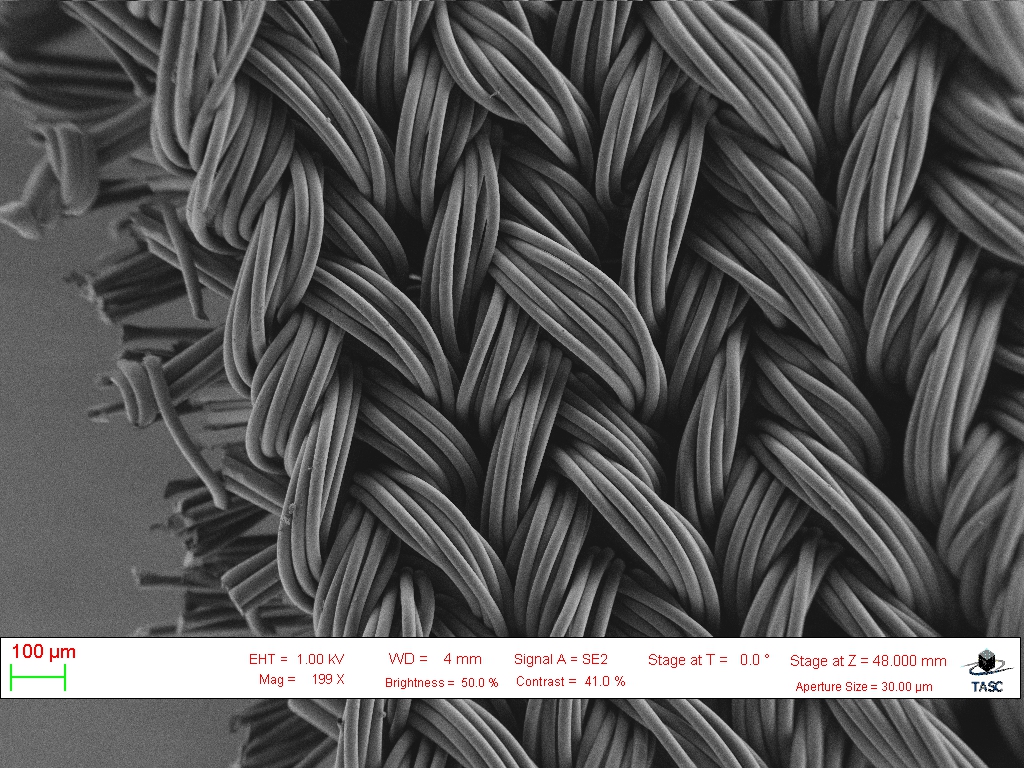 100 µm
EHT = 1.00 kV WD = 4 mm Signal A = SE2 Stage at T = 0.0 ° Stage at Z = 48.000 mm
Mag = 199 X Brightness = 50.0 % Contrast = 41.0 % Aperture Size = 30.00 µm
TASC